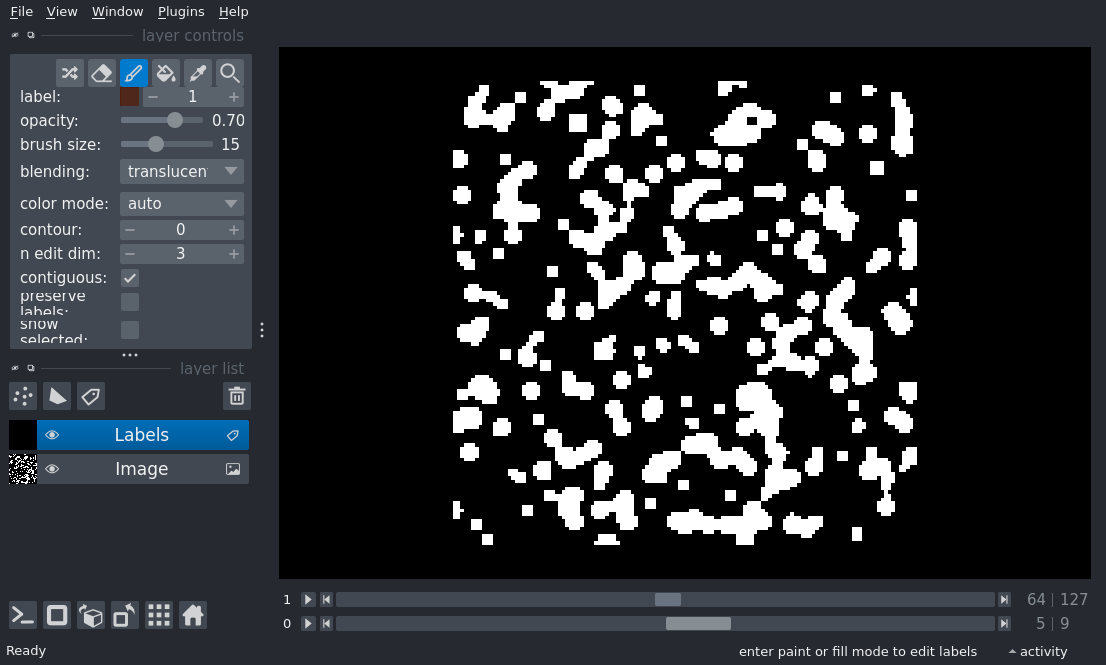 File View Window Plugins Help
layer controls
label: 1
opacity: 0.70
brush size: 15
blending: translucen
color mode: auto
contour: 0
n edit dim: 3
contiguous:
preserve
labels:
show
selected:
layer list
Labels
Image
1 64 | 127
0 5 | 9
Ready enter paint or fill mode to edit labels activity